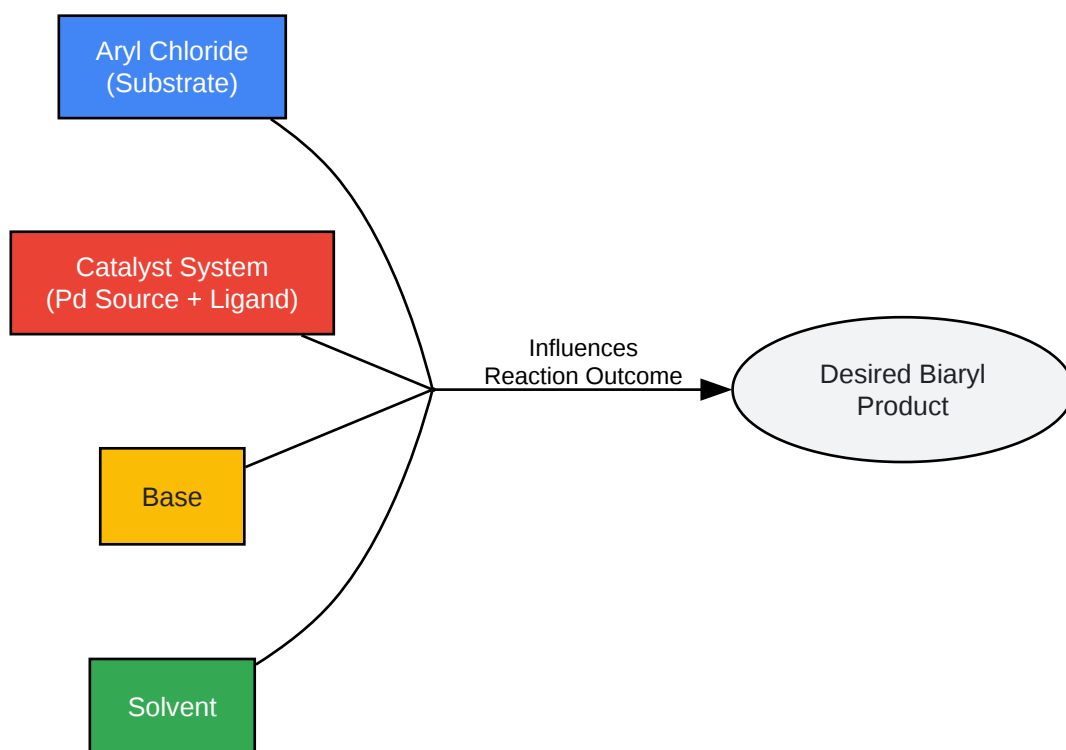 Aryl Chloride
(Substrate)
Catalyst System
(Pd Source + Ligand)
Influences
Reaction Outcome
Desired Biaryl
Product
Base
Solvent